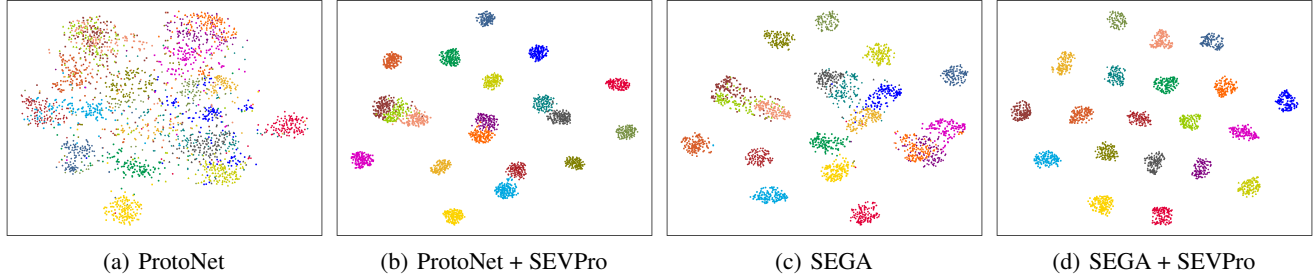 (a) ProtoNet
(b) ProtoNet + SEVPro
(c) SEGA
(d) SEGA + SEVPro